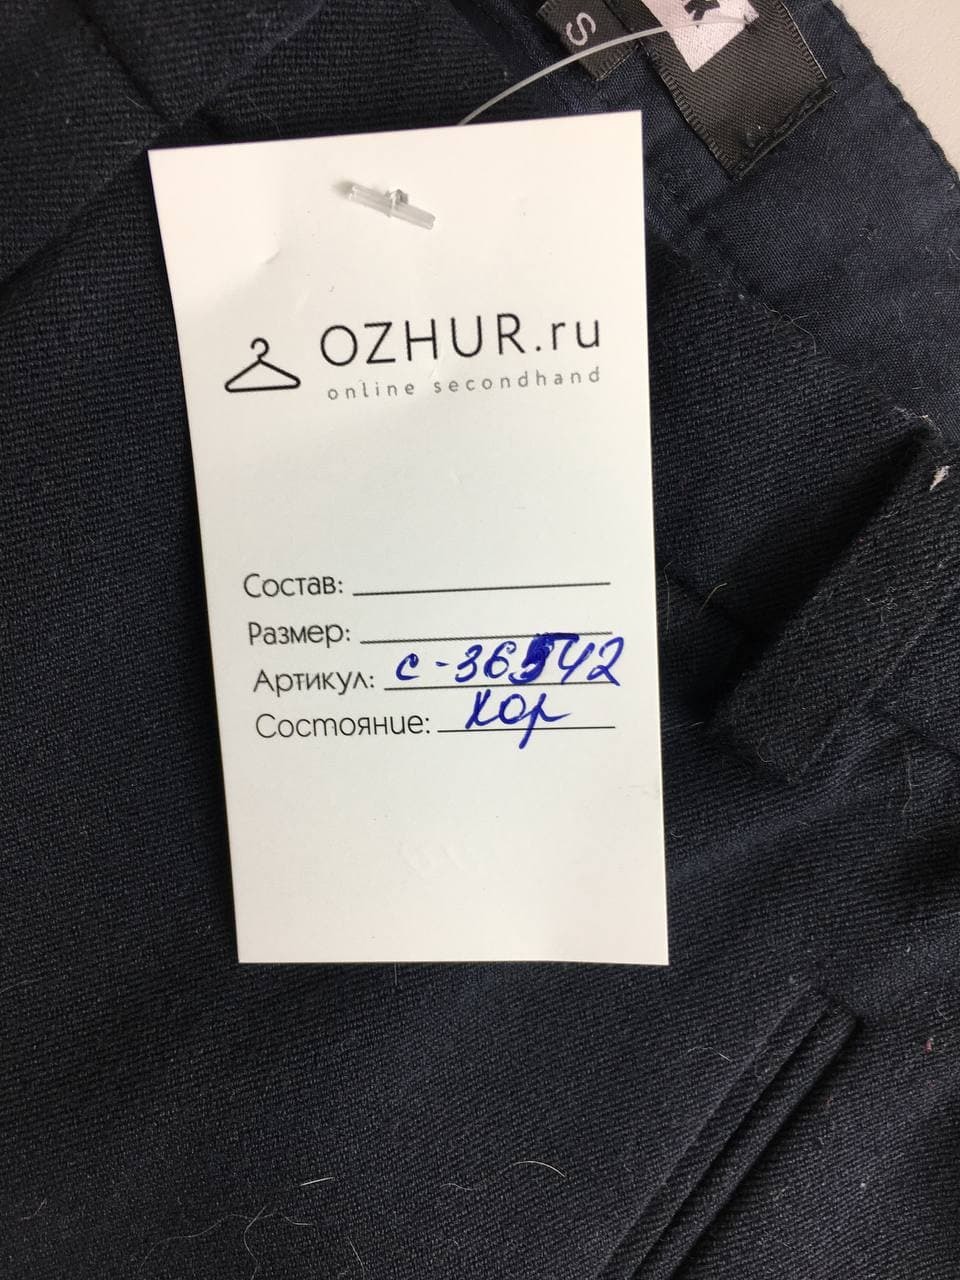 S
K
OZHUR.ru
online secondhand
Состав:
Размер:
Артикул: с-36542
Состояние: Хор